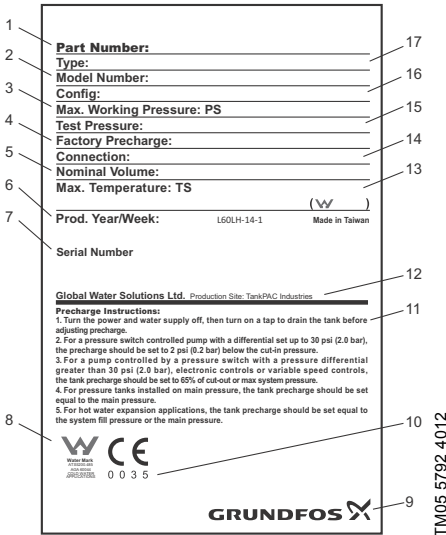 1
Part Number:
17
Type:
2
Model Number:
16
Config:
3
Max. Working Pressure: PS
15
Test Pressure:
4
Factory Precharge:
14
Connection:
5
Nominal Volume:
13
Max. Temperature: TS
(W )
6
Prod. Year/Week: L60LH-14-1 Made in Taiwan
7
Serial Number
12
Global Water Solutions Ltd. Production Site: TankPAC Industries
11
Precharge Instructions:
1. Turn the power and water supply off, then turn on a tap to drain the tank before
adjusting precharge.
2. For a pressure switch controlled pump with a differential set up to 30 psi (2.0 bar),
the precharge should be set to 2 psi (0.2 bar) below the cut-in pressure.
3. For a pump controlled by a pressure switch with a pressure differential
greater than 30 psi (2.0 bar), electronic controls or variable speed controls,
the tank precharge should be set to 65% of cut-out or max system pressure.
4. For pressure tanks installed on main pressure, the tank precharge should be set
equal to the main pressure.
5. For hot water expansion applications, the tank precharge should be set equal to
the system fill pressure or the main pressure.
8
10
CE
Water Mark
COLD WATER
APPLICATIONS
0 0 3 5
9
GRUNDFOS X
TM05 5792 4012